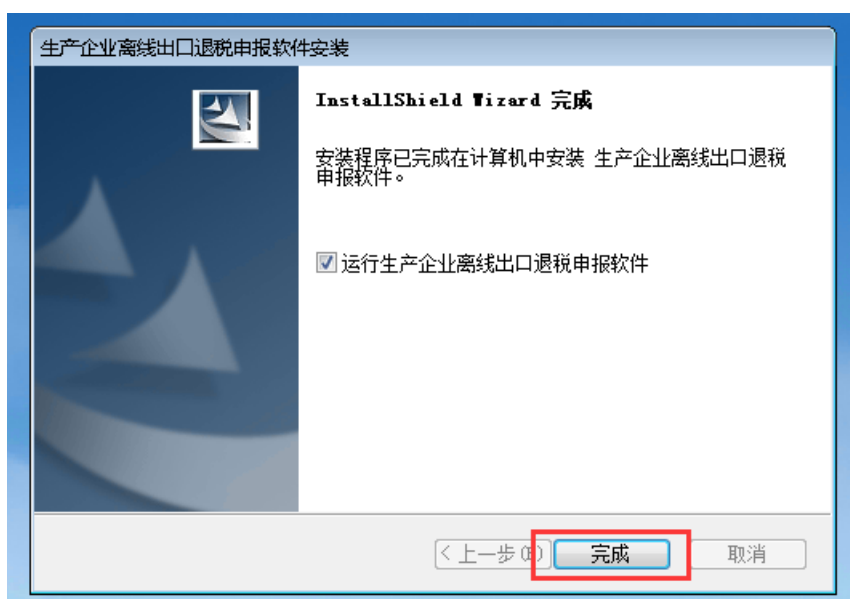 生产企业离线出口退税申报软件安装
InstallShield Wizard 完成
安装程序已完成在计算机中安装 生产企业离线出口退税
申报软件。
运行生产企业离线出口退税申报软件
<上一步(B) 完成 取消